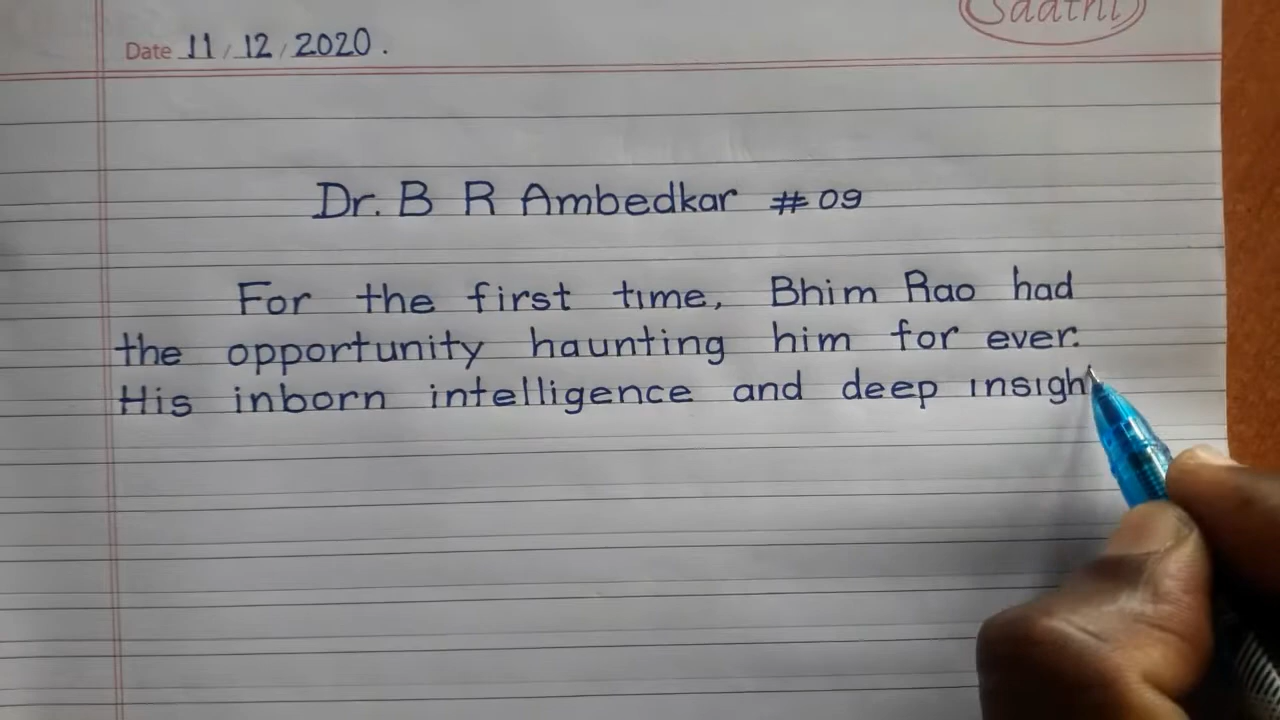 Saathi
Date 11/12/2020.
Dr. B R Ambedkar #09
For the first time, Bhim Rao had
the opportunity haunting him for ever.
His inborn intelligence and deep insigh